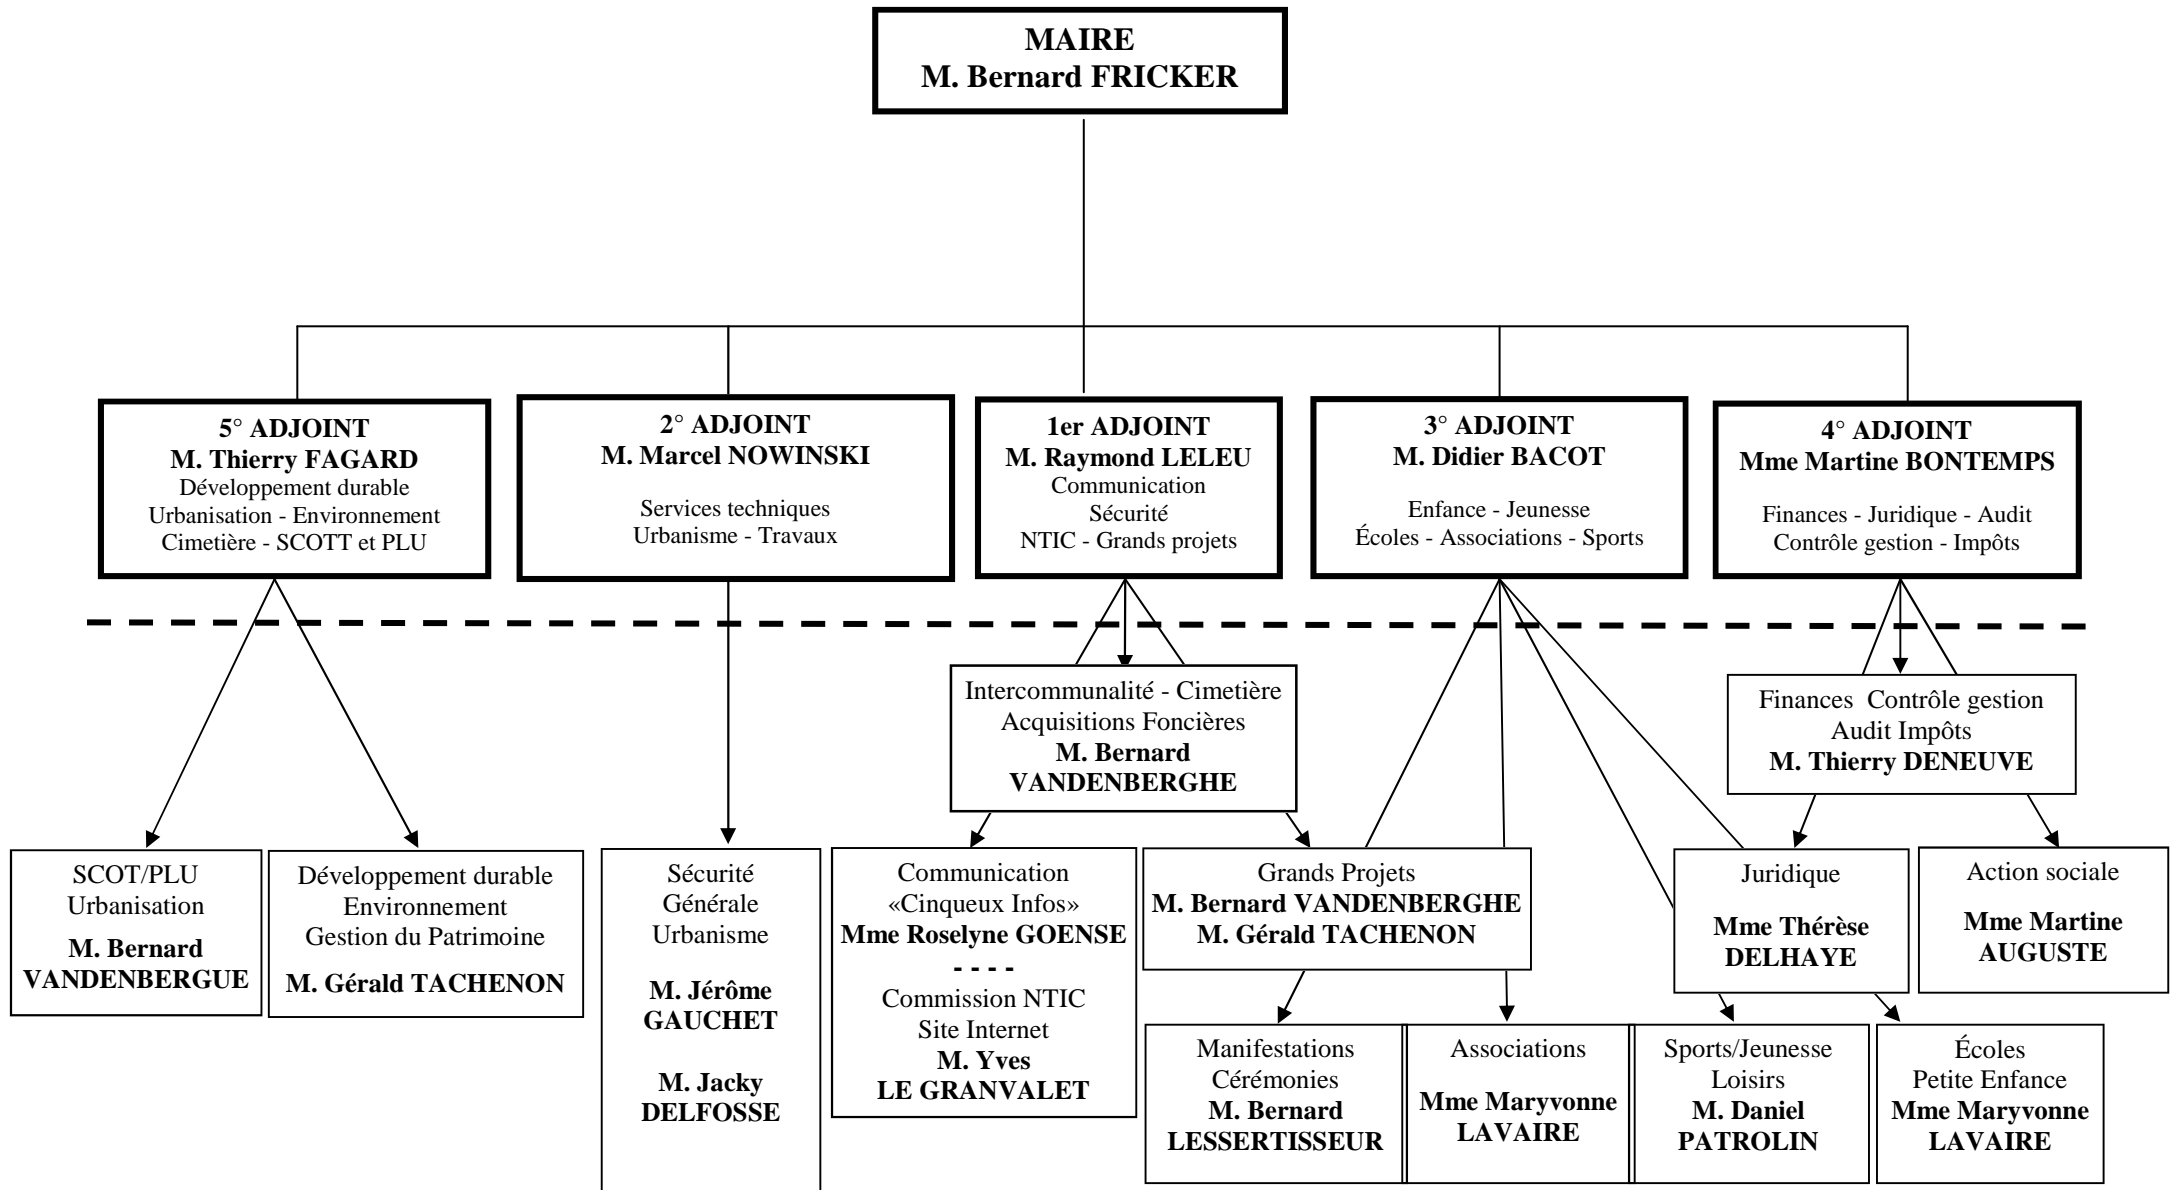 MAIRE
M. Bernard FRICKER
5° ADJOINT
M. Thierry FAGARD
Développement durable
Urbanisation - Environnement
Cimetière - SCOTT et PLU
2° ADJOINT
M. Marcel NOWINSKI
Services techniques
Urbanisme - Travaux
1er ADJOINT
M. Raymond LELEU
Communication
Sécurité
NTIC - Grands projets
3° ADJOINT
M. Didier BACOT
Enfance - Jeunesse
Écoles - Associations - Sports
4° ADJOINT
Mme Martine BONTEMPS
Finances - Juridique - Audit
Contrôle gestion - Impôts
Intercommunalité - Cimetière
Acquisitions Foncières
M. Bernard
VANDENBERGHE
Finances  Contrôle gestion
Audit Impôts
M. Thierry DENEUVE
SCOT/PLU
Urbanisation
M. Bernard
VANDENBERGUE
Développement durable
Environnement
Gestion du Patrimoine
M. Gérald TACHENON
Sécurité
Générale
Urbanisme
M. Jérôme
GAUCHET
M. Jacky
DELFOSSE
Communication
«Cinqueux Infos»
Mme Roselyne GOENSE
- - - -
Commission NTIC
Site Internet
M. Yves
LE GRANVALET
Grands Projets
M. Bernard VANDENBERGHE
M. Gérald TACHENON
Juridique
Mme Thérèse
DELHAYE
Action sociale
Mme Martine
AUGUSTE
Manifestations
Cérémonies
M. Bernard
LESSERTISSEUR
Associations
Mme Maryvonne
LAVAIRE
Sports/Jeunesse
Loisirs
M. Daniel
PATROLIN
Écoles
Petite Enfance
Mme Maryvonne
LAVAIRE